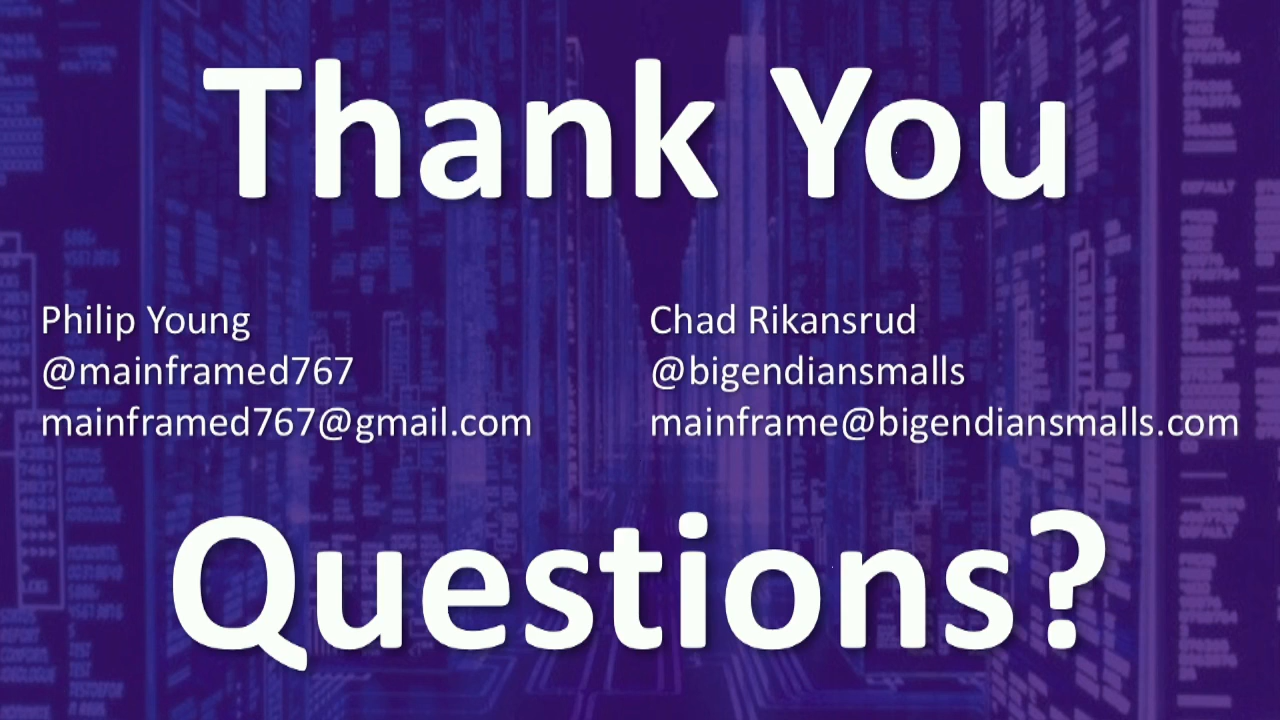 Thank You
Philip Young
@mainframed767
mainframed767@gmail.com
Chad Rikansrud
@bigendiansmalls
mainframe@bigendiansmalls.com
Questions?